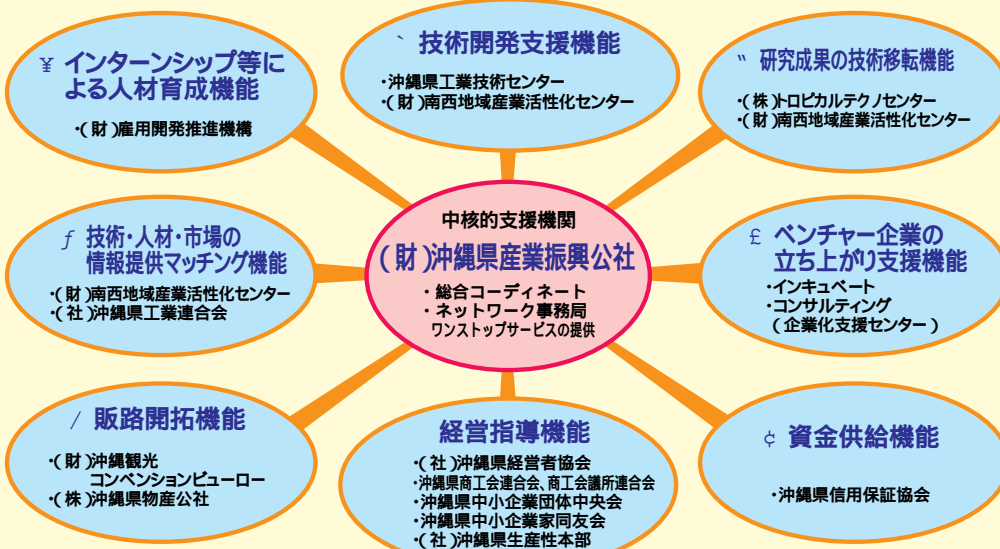 ` 技術開発支援機能
・沖縄県工業技術センター
・(財)南西地域産業活性化センター
“ 研究成果の技術移転機能
・(株)トロピカルテクノセンター
・(財)南西地域産業活性化センター
£ ベンチャー企業の
立ち上がり支援機能
・インキュベート
・コンサルティング
(企業化支援センター)
¢ 資金供給機能
・沖縄県信用保証協会
経営指導機能
・(社)沖縄県経営者協会
・沖縄県商工会連合会、商工会議所連合会
・沖縄県中小企業団体中央会
・沖縄県中小企業家同友会
・(社)沖縄県生産性本部
/ 販路開拓機能
・(財)沖縄観光
コンベンションビューロー
・(株)沖縄県物産公社
ƒ 技術・人材・市場の
情報提供マッチング機能
・(財)南西地域産業活性化センター
・(社)沖縄県工業連合会
¥ インターンシップ等に
よる人材育成機能
・(財)雇用開発推進機構
中核的支援機関
(財)沖縄県産業振興公社
・総合コーディネート
・ネットワーク事務局
ワンストップサービスの提供